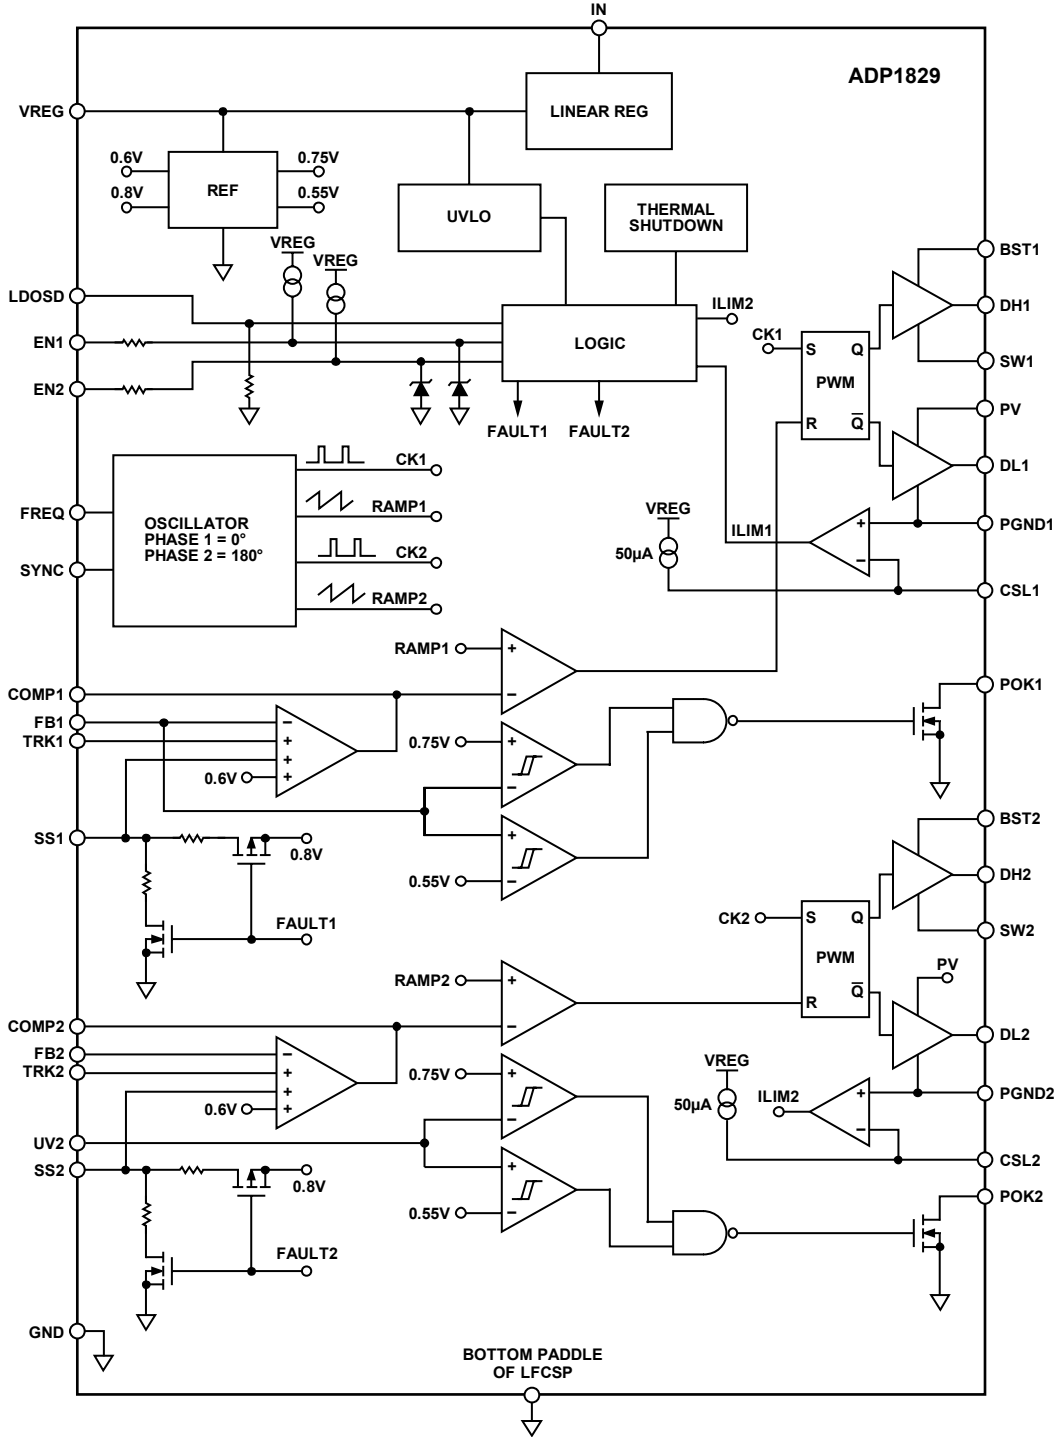 IN
ADP1829
VREG
LINEAR REG
0.6V
0.75V
REF
0.8V
0.55V
UVLO
THERMAL
SHUTDOWN
VREG
VREG
BST1
LDOSD
ILIM2
DH1
EN1
LOGIC
CK1
S
Q
SW1
PWM
EN2
PV
FAULT1
FAULT2
R
Q̅
DL1
CK1
FREQ
OSCILLATOR
PHASE 1 = 0°
PHASE 2 = 180°
RAMP1
VREG
ILIM1
+
PGND1
50µA
CK2
SYNC
−
CSL1
RAMP2
RAMP1
+
COMP1
−
POK1
FB1
−
TRK1
+
0.75V
+
+
0.6V
+
−
BST2
SS1
0.8V
+
0.55V
−
DH2
FAULT1
CK2
S
Q
SW2
PWM
PV
RAMP2
+
R
Q̅
COMP2
−
DL2
FB2
−
TRK2
+
0.75V
+
VREG
+
0.6V
+
50µA
ILIM2
+
PGND2
−
−
UV2
SS2
0.8V
+
CSL2
0.55V
−
POK2
FAULT2
GND
BOTTOM PADDLE
OF LFCSP